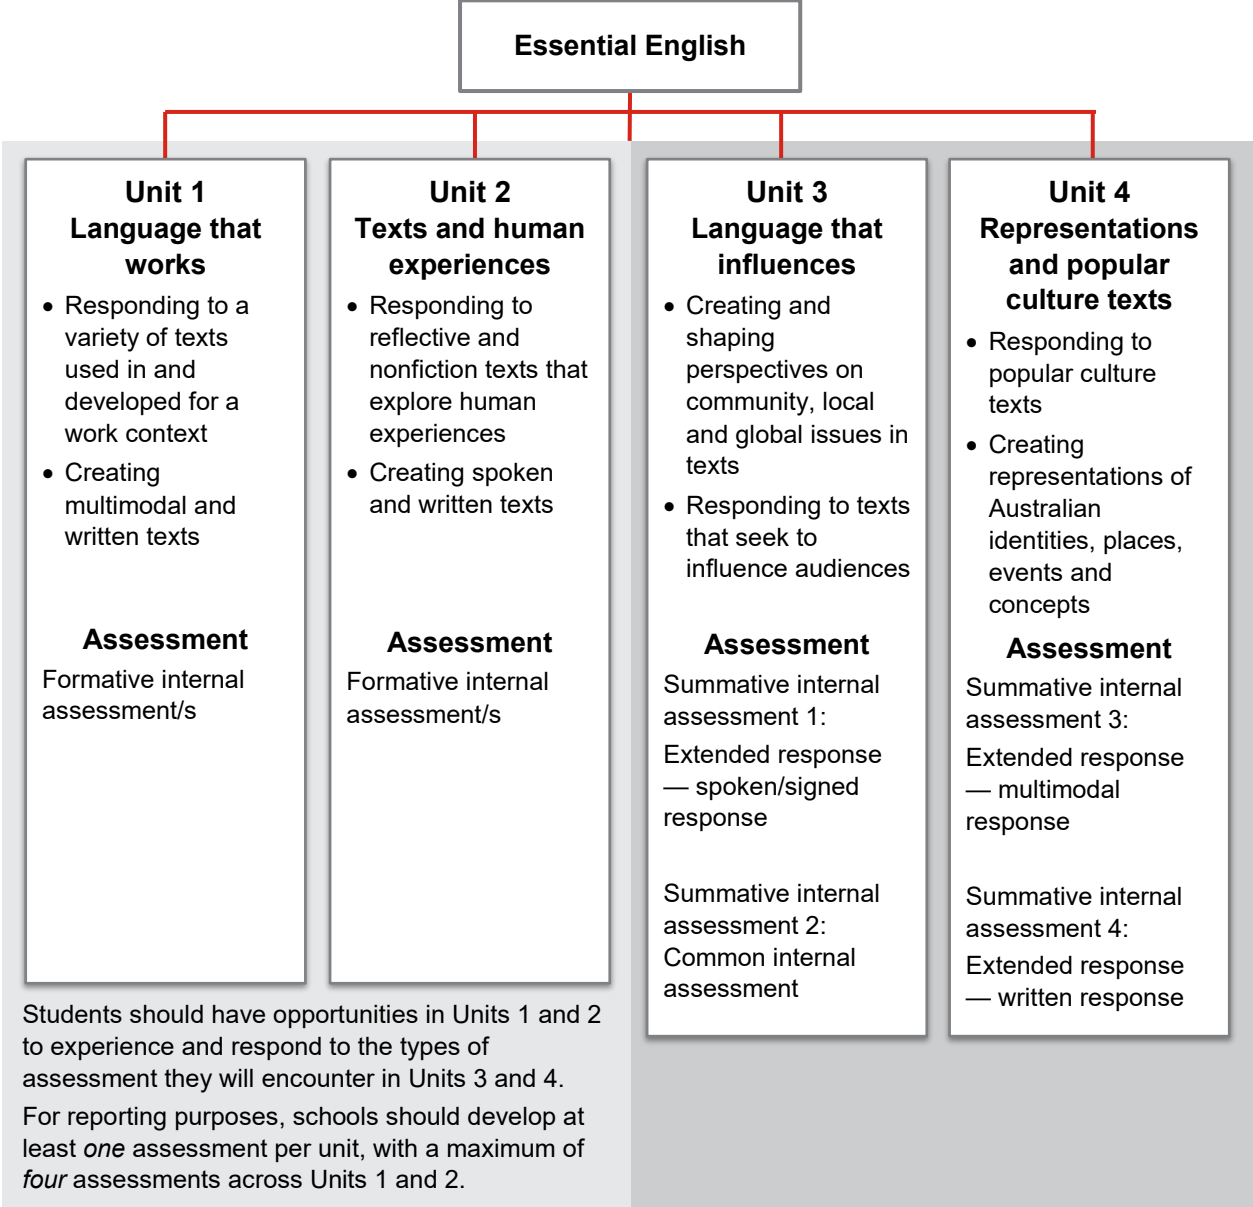 Essential English
Unit 1
Language that
works
• Responding to a
variety of texts
used in and
developed for a
work context
• Creating
multimodal and
written texts
Assessment
Formative internal
assessment/s
Unit 2
Texts and human
experiences
• Responding to
reflective and
nonfiction texts that
explore human
experiences
• Creating spoken
and written texts
Assessment
Formative internal
assessment/s
Students should have opportunities in Units 1 and 2
to experience and respond to the types of
assessment they will encounter in Units 3 and 4.
For reporting purposes, schools should develop at
least one assessment per unit, with a maximum of
four assessments across Units 1 and 2.
Unit 3
Language that
influences
• Creating and
shaping
perspectives on
community, local
and global issues in
texts
• Responding to texts
that seek to
influence audiences
Assessment
Summative internal
assessment 1:
Extended response
— spoken/signed
response
Summative internal
assessment 2:
Common internal
assessment
Unit 4
Representations
and popular
culture texts
• Responding to
popular culture
texts
• Creating
representations of
Australian
identities, places,
events and
concepts
Assessment
Summative internal
assessment 3:
Extended response
— multimodal
response
Summative internal
assessment 4:
Extended response
— written response